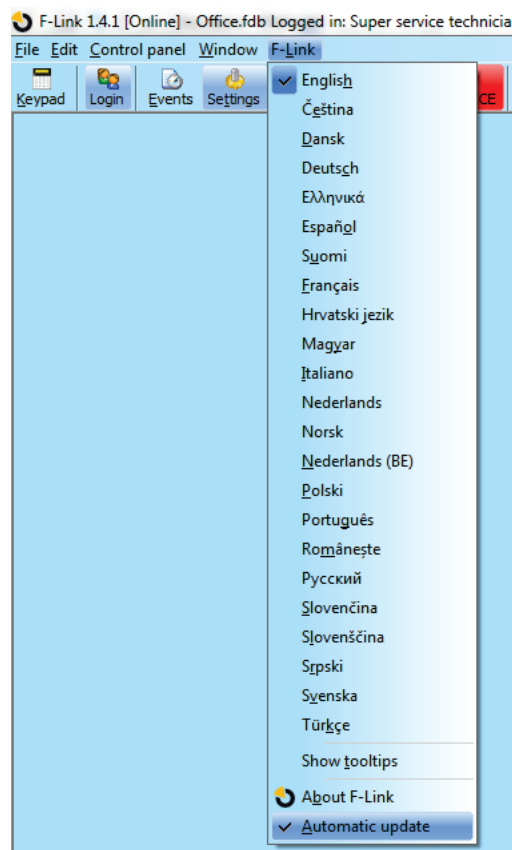 F-Link 1.4.1 [Online] - Office.fdb Logged in: Super service technicia
File Edit Control panel Window F-Link
Keypad Login Events Settings CE
English
Čeština
Dansk
Deutsch
Ελληνικά
Español
Suomi
Français
Hrvatski jezik
Magyar
Italiano
Nederlands
Norsk
Nederlands (BE)
Polski
Português
Românește
Русский
Slovenčina
Slovenščina
Srpski
Svenska
Türkçe
Show tooltips
About F-Link
Automatic update